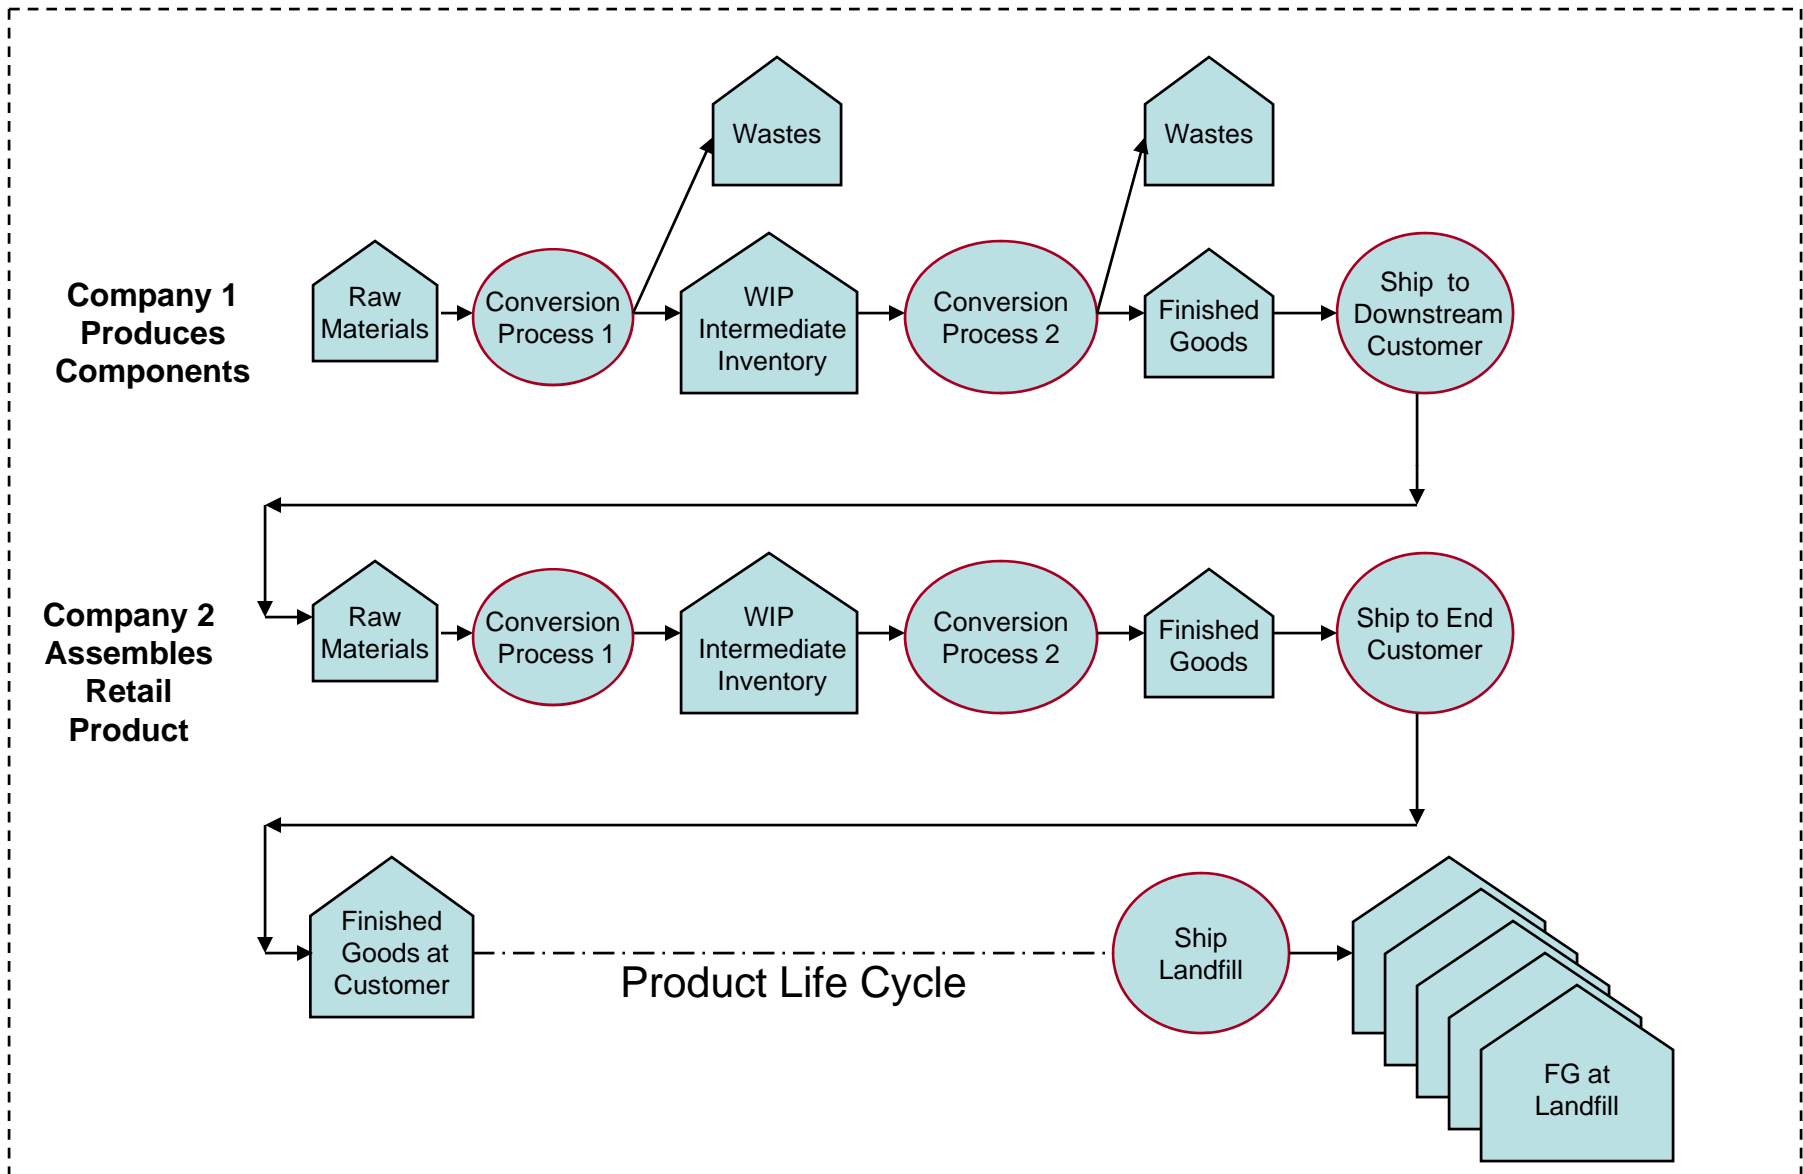 Wastes
Wastes
Company 1
Produces
Components
Raw
Materials
Conversion
Process 1
WIP
Intermediate
Inventory
Conversion
Process 2
Finished
Goods
Ship to
Downstream
Customer
Company 2
Assembles
Retail
Product
Raw
Materials
Conversion
Process 1
WIP
Intermediate
Inventory
Conversion
Process 2
Finished
Goods
Ship to End
Customer
Finished
Goods at
Customer
Product Life Cycle
Ship
Landfill
FG at
Landfill